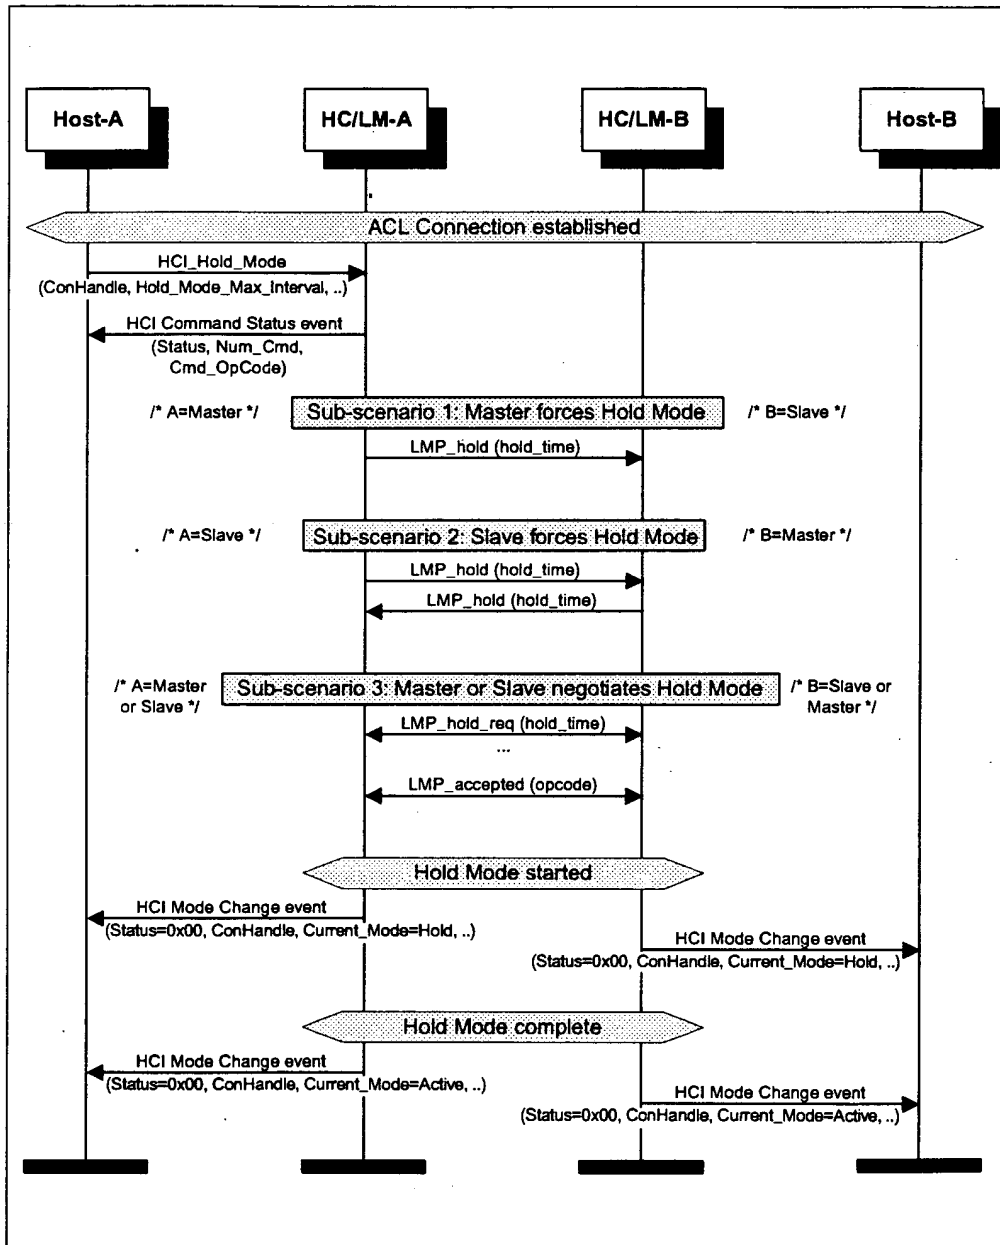 Host-A
HC/LM-A
HC/LM-B
Host-B
ACL Connection established
HCI_Hold_Mode
(ConHandle, Hold_Mode_Max_Interval, ..)
HCI Command Status event
(Status, Num_Cmd,
Cmd_OpCode)
/* A=Master */
Sub-scenario 1: Master forces Hold Mode
/* B=Slave */
LMP_hold (hold_time)
/* A=Slave */
Sub-scenario 2: Slave forces Hold Mode
/* B=Master */
LMP_hold (hold_time)
LMP_hold (hold_time)
/* A=Master
or Slave */
Sub-scenario 3: Master or Slave negotiates Hold Mode
/* B=Slave or
Master */
LMP_hold_req (hold_time)
...
LMP_accepted (opcode)
Hold Mode started
HCI Mode Change event
(Status=0x00, ConHandle, Current_Mode=Hold, ..)
HCI Mode Change event
(Status=0x00, ConHandle, Current_Mode=Hold, ..)
Hold Mode complete
HCI Mode Change event
(Status=0x00, ConHandle, Current_Mode=Active, ..)
HCI Mode Change event
(Status=0x00, ConHandle, Current_Mode=Active, ..)